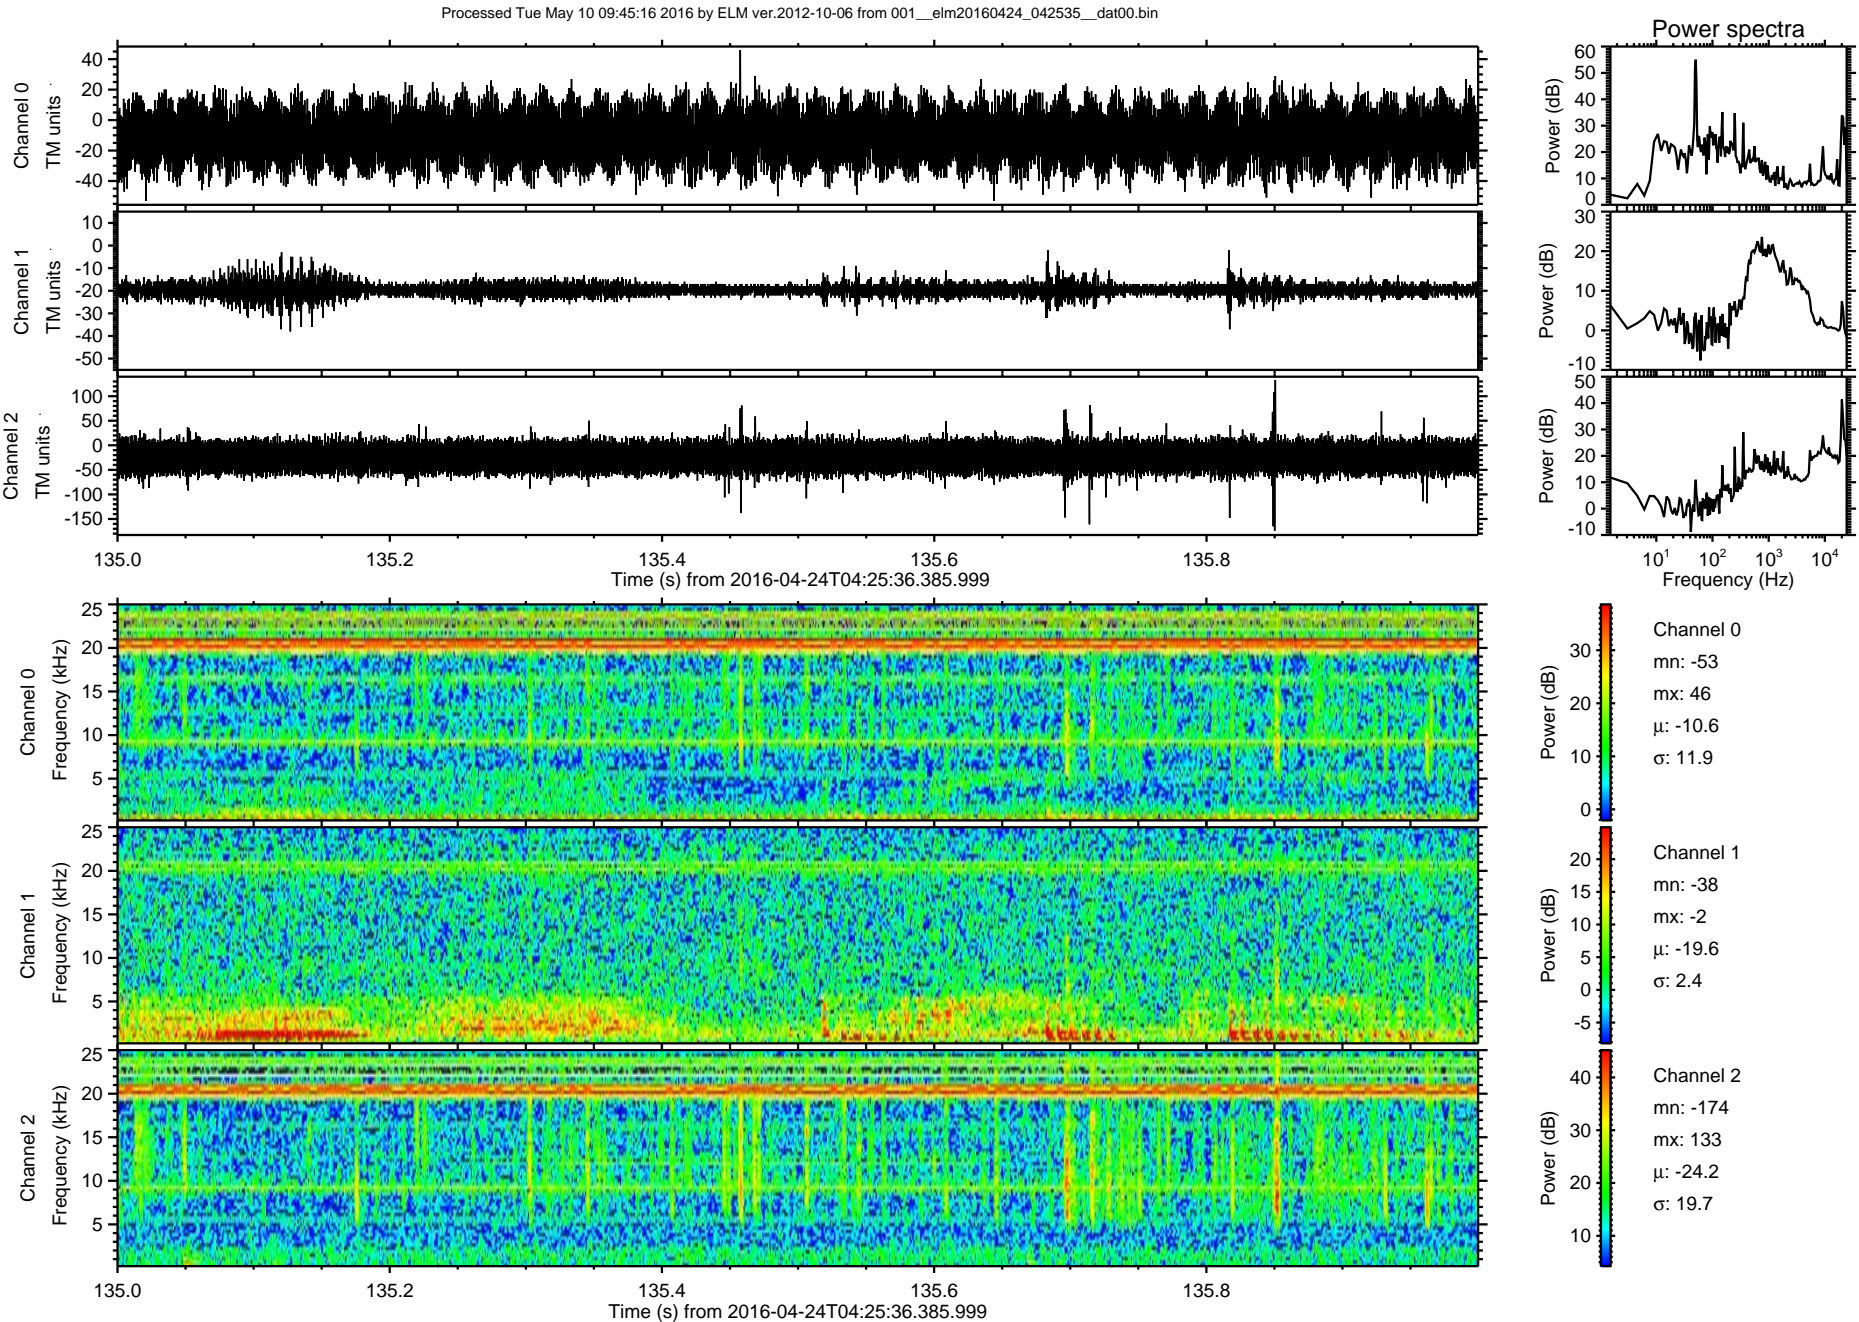 Processed Tue May 10 09:45:16 2016 by ELM ver.2012-10-06 from 001__elm20160424_042535__dat00.bin
Power spectra
Channel 0
TM units
40
20
0
-20
-40
Power (dB)
60
50
40
30
20
10
0
Channel 1
TM units
10
0
-10
-20
-30
-40
-50
Power (dB)
30
20
10
0
-10
Channel 2
TM units
100
50
0
-50
-100
-150
Power (dB)
50
40
30
20
10
0
-10
135.0 135.2 135.4 135.6 135.8
Time (s) from 2016-04-24T04:25:36.385.999
10¹ 10² 10³ 10⁴
Frequency (Hz)
Channel 0
Frequency (kHz)
25
20
15
10
5
Power (dB)
30
20
10
0
Channel 0
mn: -53
mx: 46
μ: -10.6
σ: 11.9
Channel 1
Frequency (kHz)
25
20
15
10
5
Power (dB)
20
15
10
5
0
-5
Channel 1
mn: -38
mx: -2
μ: -19.6
σ: 2.4
Channel 2
Frequency (kHz)
25
20
15
10
5
Power (dB)
40
30
20
10
Channel 2
mn: -174
mx: 133
μ: -24.2
σ: 19.7
135.0 135.2 135.4 135.6 135.8
Time (s) from 2016-04-24T04:25:36.385.999